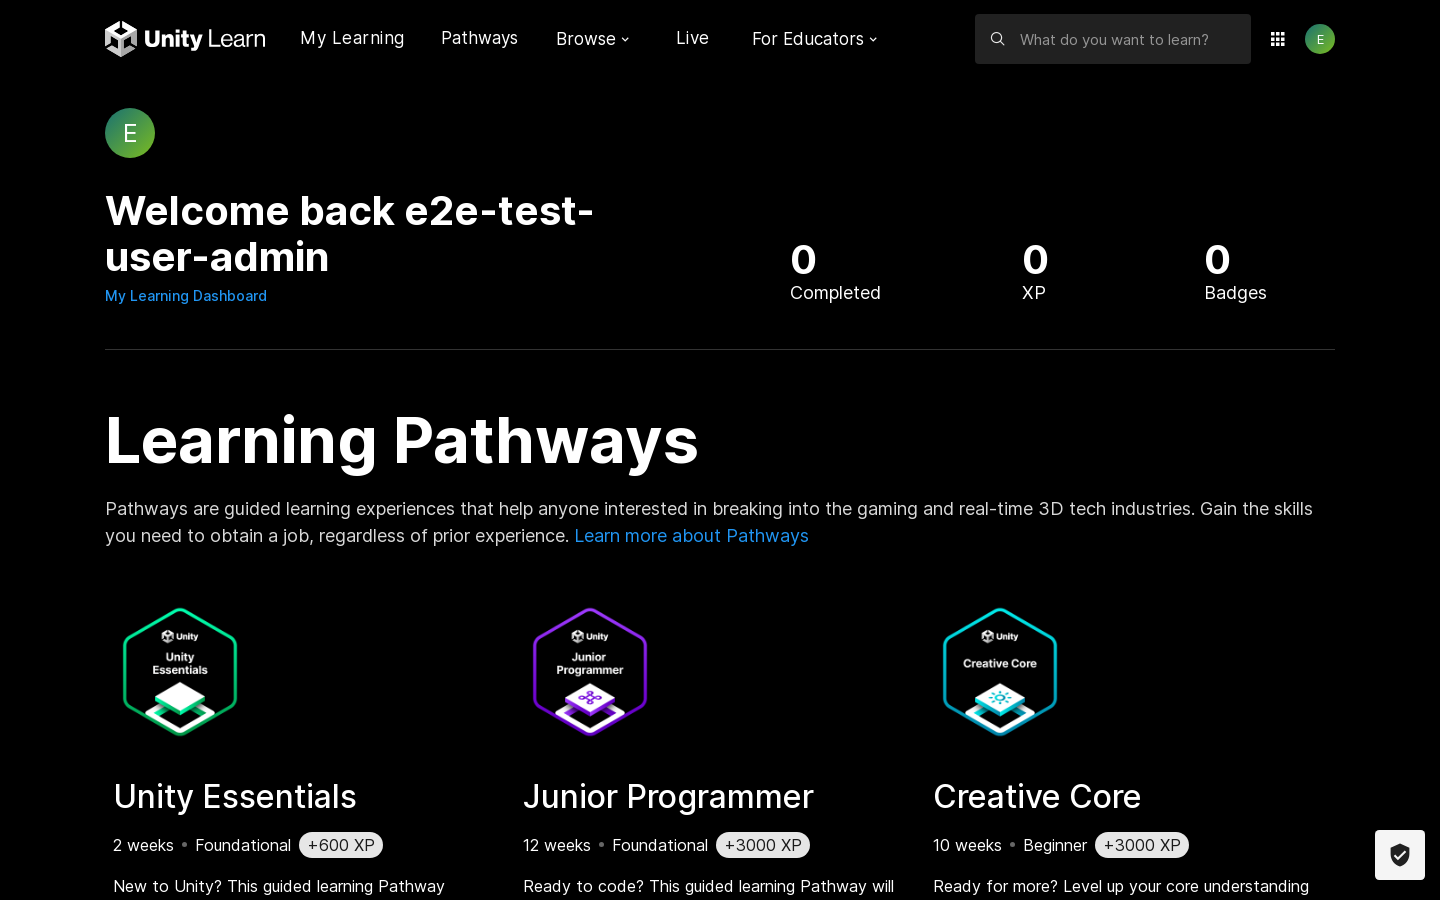 Unity Learn
My Learning
Pathways
Browse
Live
For Educators
What do you want to learn?
E
E
Welcome back e2e-test-
user-admin
My Learning Dashboard
0
Completed
0
XP
0
Badges
Learning Pathways
Pathways are guided learning experiences that help anyone interested in breaking into the gaming and real-time 3D tech industries. Gain the skills
you need to obtain a job, regardless of prior experience. Learn more about Pathways
Unity
Unity
Essentials
Unity Essentials
2 weeks • Foundational +600 XP
New to Unity? This guided learning Pathway
Unity
Junior
Programmer
Junior Programmer
12 weeks • Foundational +3000 XP
Ready to code? This guided learning Pathway will
Unity
Creative Core
Creative Core
10 weeks • Beginner +3000 XP
Ready for more? Level up your core understanding